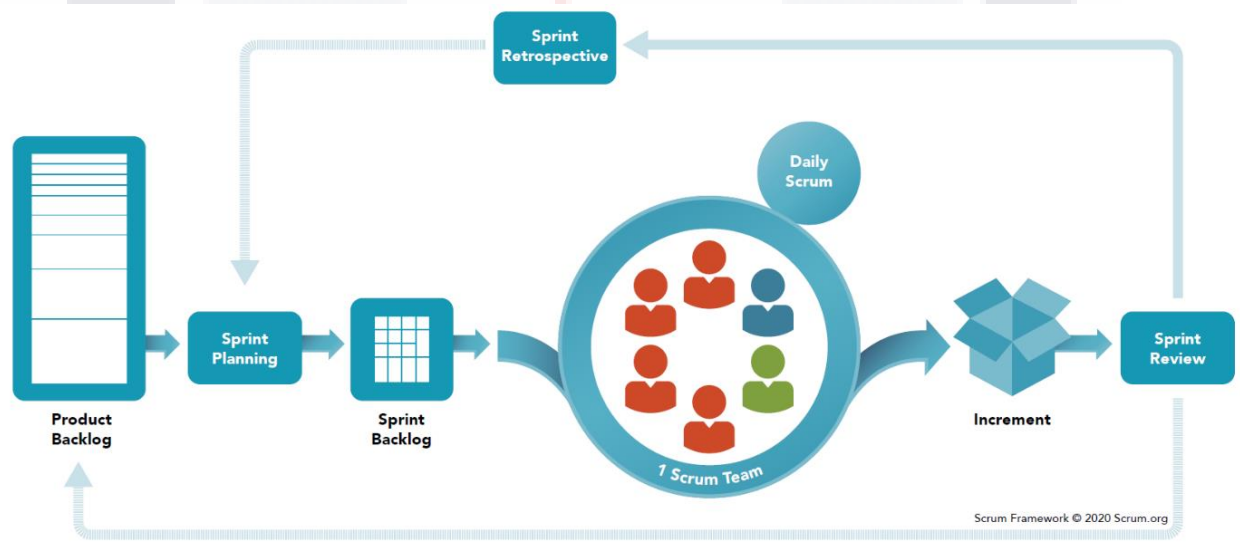 Sprint
Retrospective
Daily
Scrum
Sprint
Planning
Sprint
Review
Product
Backlog
Sprint
Backlog
1 Scrum Team
Increment
Scrum Framework © 2020 Scrum.org